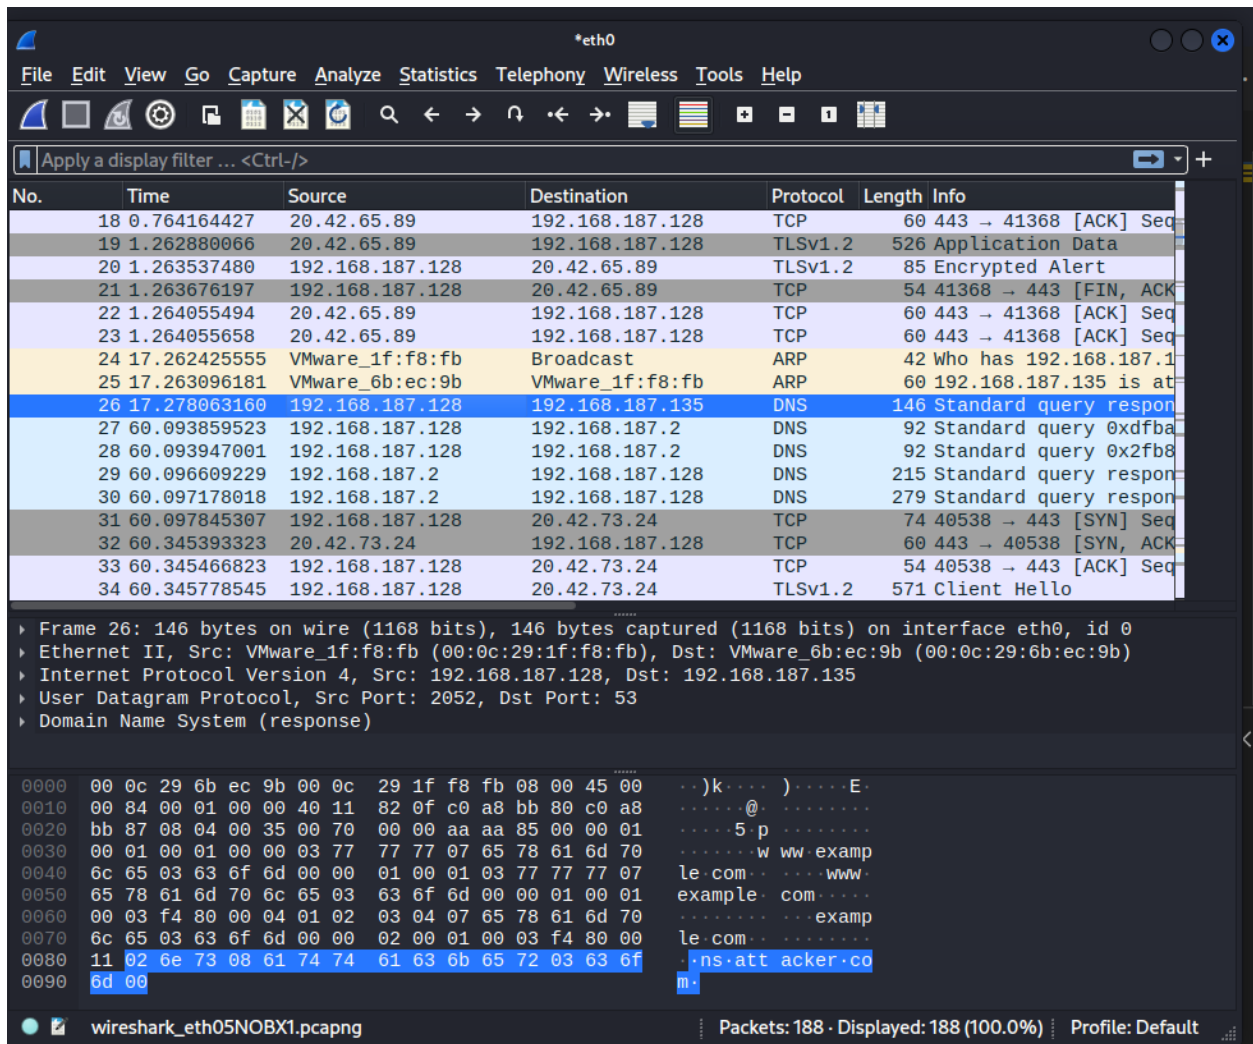 *eth0
File Edit View Go Capture Analyze Statistics Telephony Wireless Tools Help
Apply a display filter … <Ctrl-/>
No. Time Source Destination Protocol Length Info
18 0.764164427 20.42.65.89 192.168.187.128 TCP 60 443 → 41368 [ACK] Seq
19 1.262880066 20.42.65.89 192.168.187.128 TLSv1.2 526 Application Data
20 1.263537480 192.168.187.128 20.42.65.89 TLSv1.2 85 Encrypted Alert
21 1.263676197 192.168.187.128 20.42.65.89 TCP 54 41368 → 443 [FIN, ACK
22 1.264055494 20.42.65.89 192.168.187.128 TCP 60 443 → 41368 [ACK] Seq
23 1.264055658 20.42.65.89 192.168.187.128 TCP 60 443 → 41368 [ACK] Seq
24 17.262425555 VMware_1f:f8:fb Broadcast ARP 42 Who has 192.168.187.1
25 17.263096181 VMware_6b:ec:9b VMware_1f:f8:fb ARP 60 192.168.187.135 is at
26 17.278063160 192.168.187.128 192.168.187.135 DNS 146 Standard query respon
27 60.093859523 192.168.187.128 192.168.187.2 DNS 92 Standard query 0xdfba
28 60.093947001 192.168.187.128 192.168.187.2 DNS 92 Standard query 0x2fb8
29 60.096609229 192.168.187.2 192.168.187.128 DNS 215 Standard query respon
30 60.097178018 192.168.187.2 192.168.187.128 DNS 279 Standard query respon
31 60.097845307 192.168.187.128 20.42.73.24 TCP 74 40538 → 443 [SYN] Seq
32 60.345393323 20.42.73.24 192.168.187.128 TCP 60 443 → 40538 [SYN, ACK
33 60.345466823 192.168.187.128 20.42.73.24 TCP 54 40538 → 443 [ACK] Seq
34 60.345778545 192.168.187.128 20.42.73.24 TLSv1.2 571 Client Hello
Frame 26: 146 bytes on wire (1168 bits), 146 bytes captured (1168 bits) on interface eth0, id 0
Ethernet II, Src: VMware_1f:f8:fb (00:0c:29:1f:f8:fb), Dst: VMware_6b:ec:9b (00:0c:29:6b:ec:9b)
Internet Protocol Version 4, Src: 192.168.187.128, Dst: 192.168.187.135
User Datagram Protocol, Src Port: 2052, Dst Port: 53
Domain Name System (response)
0000 00 0c 29 6b ec 9b 00 0c 29 1f f8 fb 08 00 45 00 ··)k···· )·····E·
0010 00 84 00 01 00 00 40 11 82 0f c0 a8 bb 80 c0 a8 ······@· ········
0020 bb 87 08 04 00 35 00 70 00 00 aa aa 85 00 00 01 ·····5·p ········
0030 00 01 00 01 00 00 03 77 77 77 07 65 78 61 6d 70 ·······w ww·examp
0040 6c 65 03 63 6f 6d 00 00 01 00 01 03 77 77 77 07 le·com·· ····www·
0050 65 78 61 6d 70 6c 65 03 63 6f 6d 00 00 01 00 01 example· com·····
0060 00 03 f4 80 00 04 01 02 03 04 07 65 78 61 6d 70 ········ ···examp
0070 6c 65 03 63 6f 6d 00 00 02 00 01 00 03 f4 80 00 le·com·· ········
0080 11 02 6e 73 08 61 74 74 61 63 6b 65 72 03 63 6f ··ns·att acker·co
0090 6d 00 m·
wireshark_eth05NOBX1.pcapng Packets: 188 · Displayed: 188 (100.0%) Profile: Default